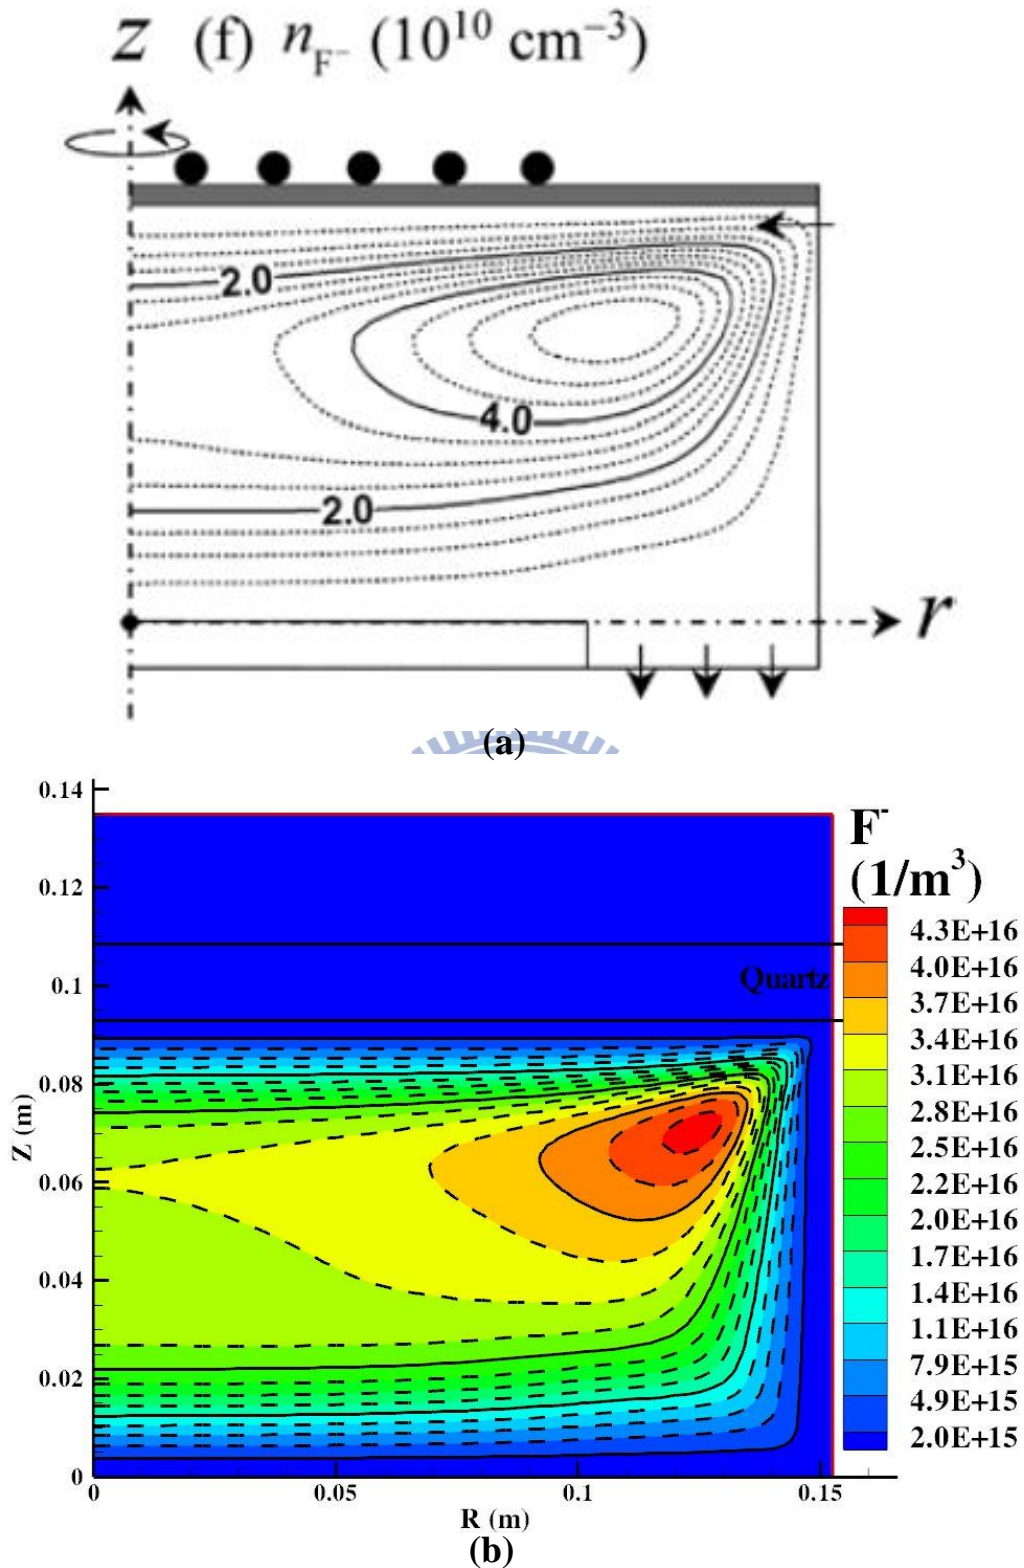 z (f) n_F⁻ (10¹⁰ cm⁻³)
2.0
4.0
2.0
r
(a)
0.14
0.12
0.1
0.08
0.06
0.04
0.02
0
Z (m)
Quartz
0
0.05
0.1
0.15
R (m)
F⁻
(1/m³)
4.3E+16
4.0E+16
3.7E+16
3.4E+16
3.1E+16
2.8E+16
2.5E+16
2.2E+16
2.0E+16
1.7E+16
1.4E+16
1.1E+16
7.9E+15
4.9E+15
2.0E+15
(b)